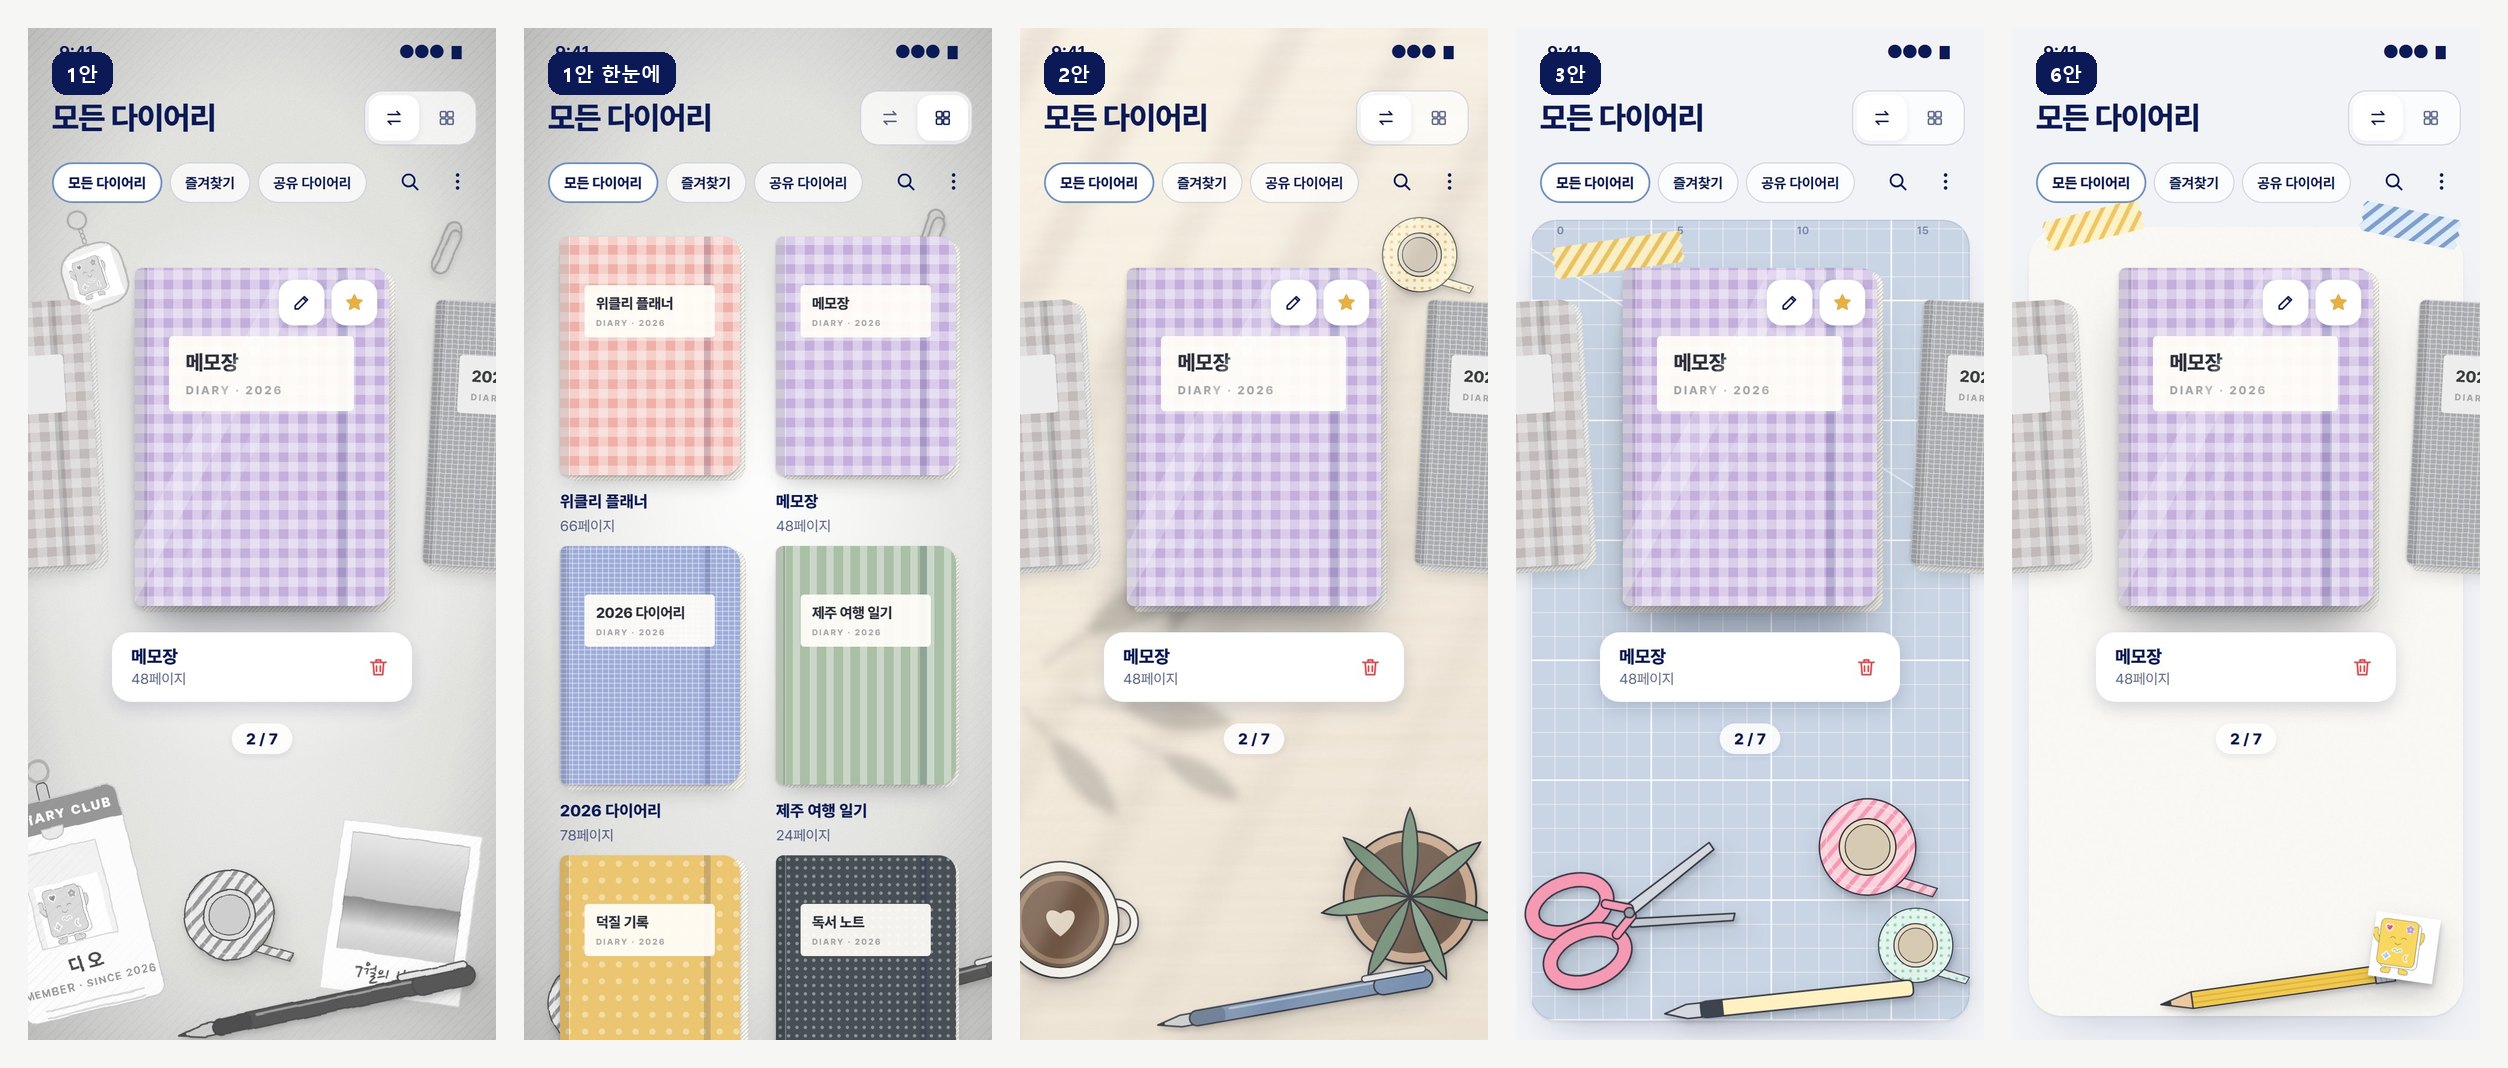 9:41
1안
모든 다이어리
모든 다이어리
즐겨찾기
공유 다이어리
메모장
DIARY · 2026
202
DIAR
메모장
48페이지
2 / 7
IARY CLUB
디오
MEMBER · SINCE 2026
7월의
9:41
1안 한눈에
모든 다이어리
모든 다이어리
즐겨찾기
공유 다이어리
위클리 플래너
DIARY · 2026
메모장
DIARY · 2026
위클리 플래너
66페이지
메모장
48페이지
2026 다이어리
DIARY · 2026
제주 여행 일기
DIARY · 2026
2026 다이어리
78페이지
제주 여행 일기
24페이지
덕질 기록
DIARY · 2026
독서 노트
DIARY · 2026
9:41
2안
모든 다이어리
모든 다이어리
즐겨찾기
공유 다이어리
메모장
DIARY · 2026
202
DIAR
메모장
48페이지
2 / 7
9:41
3안
모든 다이어리
모든 다이어리
즐겨찾기
공유 다이어리
0
5
10
15
메모장
DIARY · 2026
202
DIAR
메모장
48페이지
2 / 7
9:41
6안
모든 다이어리
모든 다이어리
즐겨찾기
공유 다이어리
메모장
DIARY · 2026
202
DIAR
메모장
48페이지
2 / 7